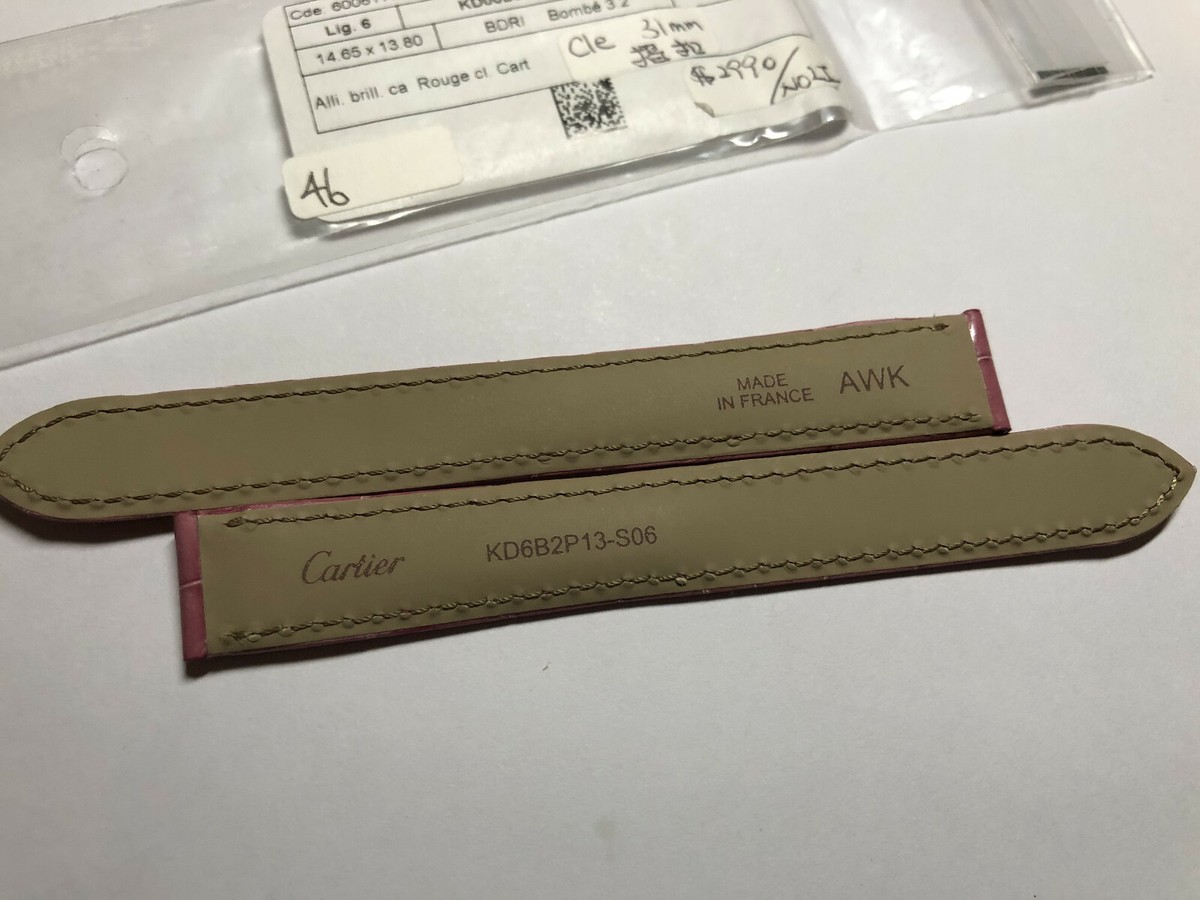 Cde
Lig. 6
14.65 x 13.80
BDRI Bombé 3.2
Alli. brill. ca Rouge cl. Cart
Cle 31mm
摺扣
$2990
46
MADE
IN FRANCE
AWK
Cartier
KD6B2P13-S06